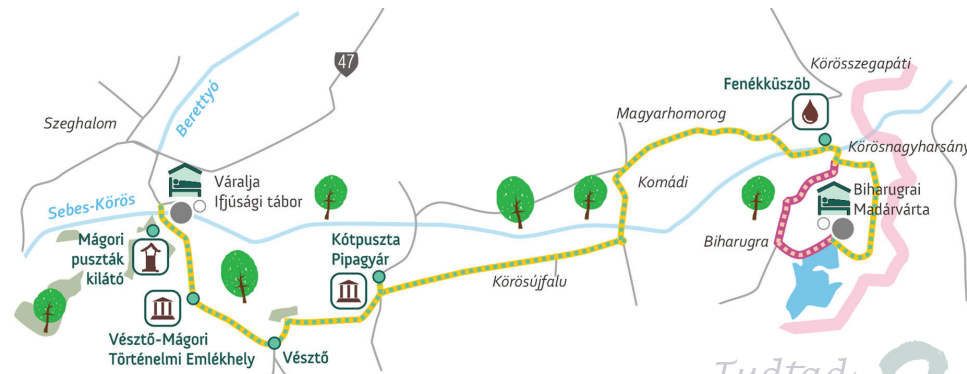 47
Körösszegapáti
Fenékküszöb
Szeghalom
Berettyó
Magyarhomorog
Körösnagyharsány
Váralja
Ifjúsági tábor
Komádi
Biharugrai
Madárvárta
Sebes-Körös
Mágori
puszták
kilátó
Kótpuszta
Pipagyár
Biharugra
Körösújfalu
Vésztő-Mágori
Történelmi Emlékhely
Vésztő
Tudtad